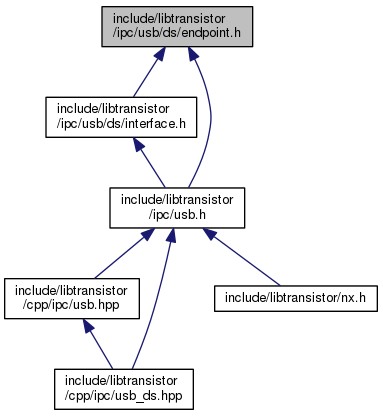 include/libtransistor
/ipc/usb/ds/endpoint.h
include/libtransistor
/ipc/usb/ds/interface.h
include/libtransistor
/ipc/usb.h
include/libtransistor
/cpp/ipc/usb.hpp
include/libtransistor/nx.h
include/libtransistor
/cpp/ipc/usb_ds.hpp